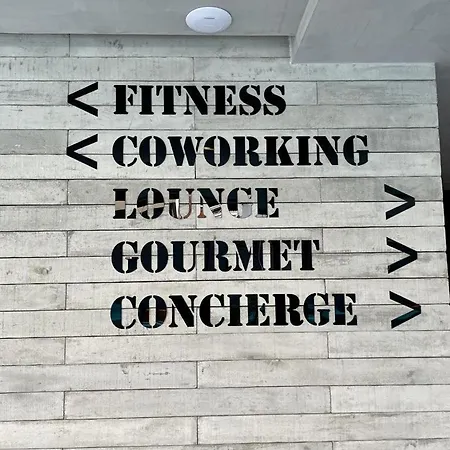 < FITNESS
< COWORKING
LOUNGE >
GOURMET >
CONCIERGE >